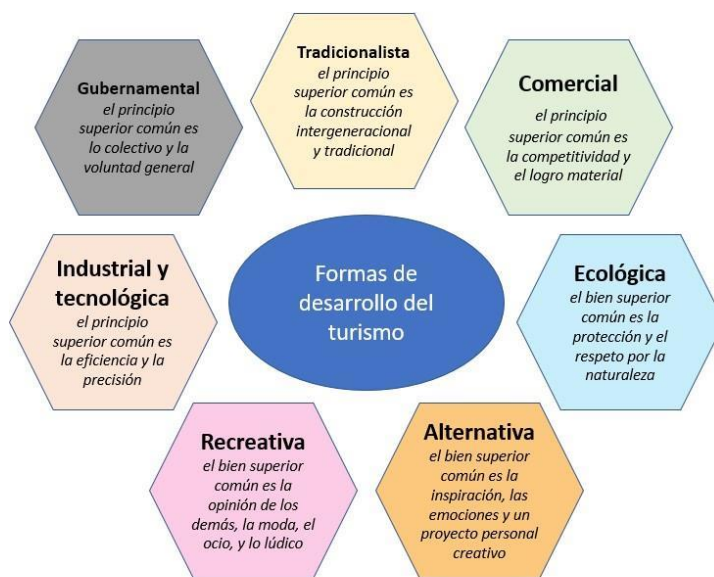 Gubernamental
el principio
superior común es
lo colectivo y la
voluntad general
Tradicionalista
el principio
superior común es
la construcción
intergeneracional
y tradicional
Comercial
el principio
superior común es
la competitividad y
el logro material
Industrial y
tecnológica
el principio
superior común es
la eficiencia y la
precisión
Formas de
desarrollo del
turismo
Ecológica
el bien superior
común es la
protección y el
respeto por la
naturaleza
Recreativa
el bien superior
común es la
opinión de los
demás, la moda, el
ocio, y lo lúdico
Alternativa
el bien superior
común es la
inspiración, las
emociones y un
proyecto personal
creativo